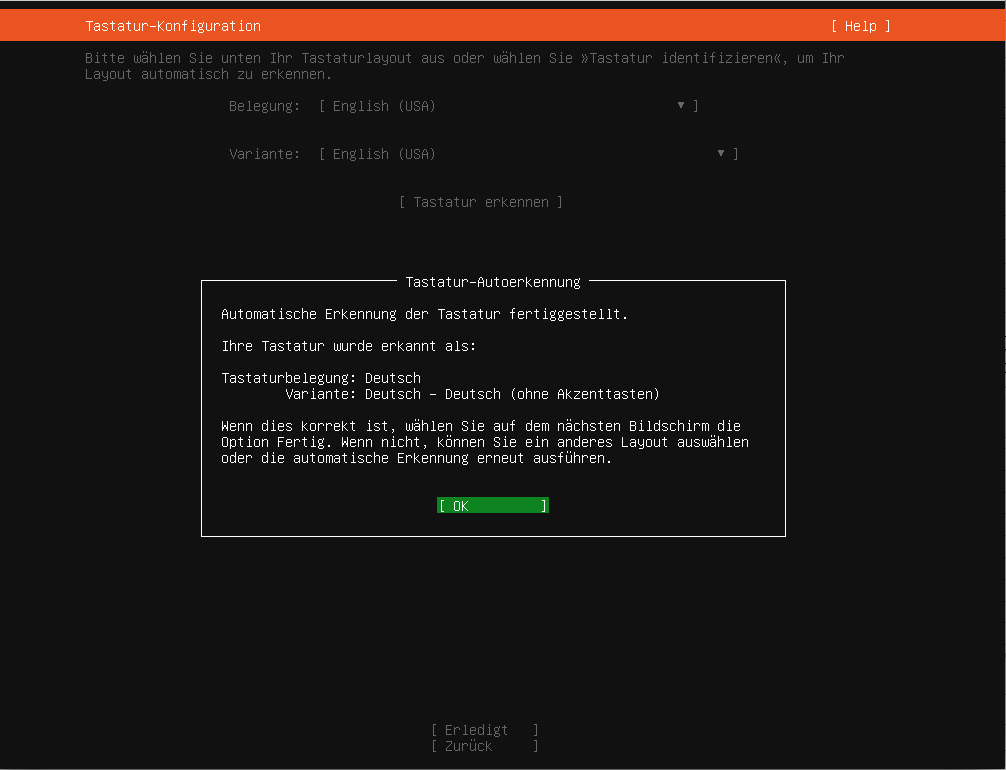 Tastatur-Konfiguration [ Help ]
Bitte wählen Sie unten Ihr Tastaturlayout aus oder wählen Sie »Tastatur identifizieren«, um Ihr
Layout automatisch zu erkennen.
Belegung: [ English (USA) ▾ ]
Variante: [ English (USA) ▾ ]
[ Tastatur erkennen ]
Tastatur-Autoerkennung
Automatische Erkennung der Tastatur fertiggestellt.
Ihre Tastatur wurde erkannt als:
Tastaturbelegung: Deutsch
Variante: Deutsch - Deutsch (ohne Akzenttasten)
Wenn dies korrekt ist, wählen Sie auf dem nächsten Bildschirm die
Option Fertig. Wenn nicht, können Sie ein anderes Layout auswählen
oder die automatische Erkennung erneut ausführen.
[ OK ]
[ Erledigt ]
[ Zurück ]